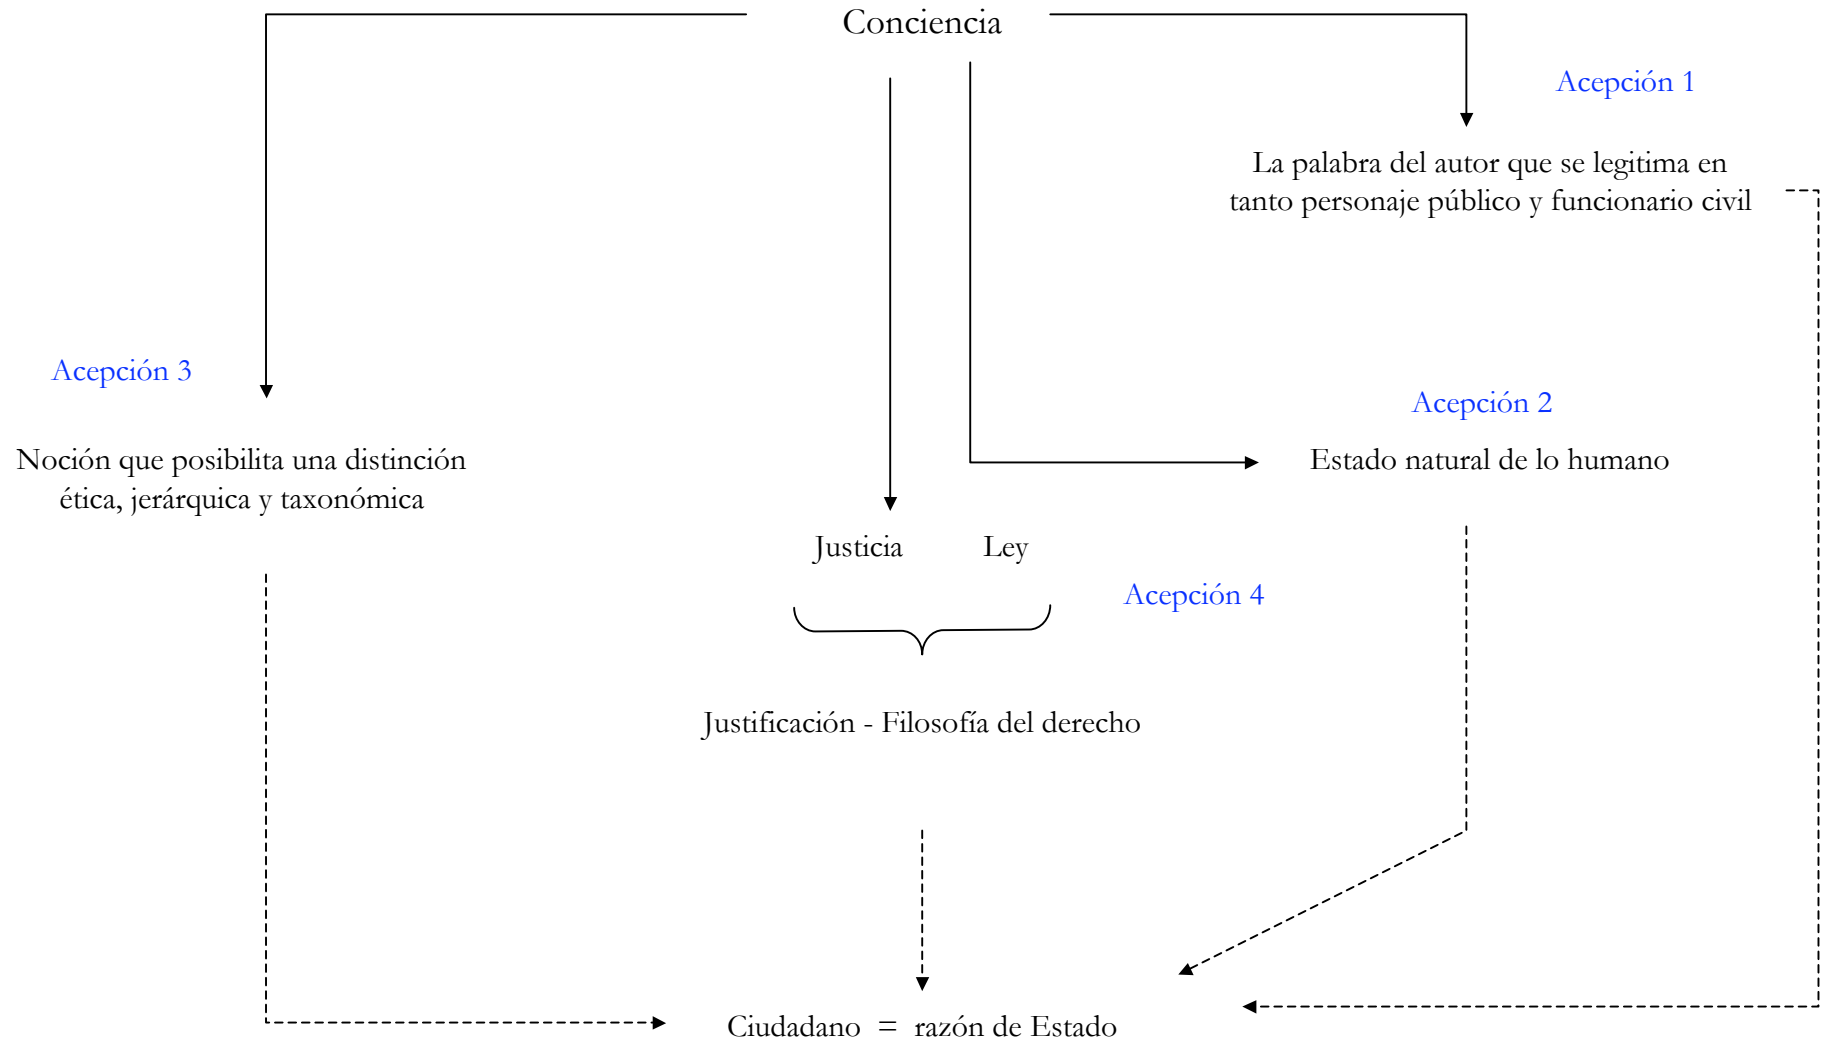 Conciencia
Acepción 1
La palabra del autor que se legitima en
tanto personaje público y funcionario civil
Acepción 3
Acepción 2
Noción que posibilita una distinción
ética, jerárquica y taxonómica
Estado natural de lo humano
Justicia Ley
Acepción 4
Justificación - Filosofía del derecho
Ciudadano = razón de Estado